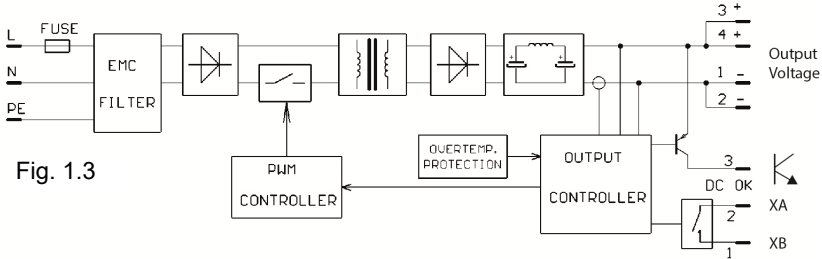 L
FUSE
N
PE
EMC
FILTER
+
+
3 +
4 +
1 -
2 -
Output
Voltage
OVERTEMP.
PROTECTION
PWM
CONTROLLER
OUTPUT
CONTROLLER
3
DC OK
2 XA
1 XB
Fig. 1.3